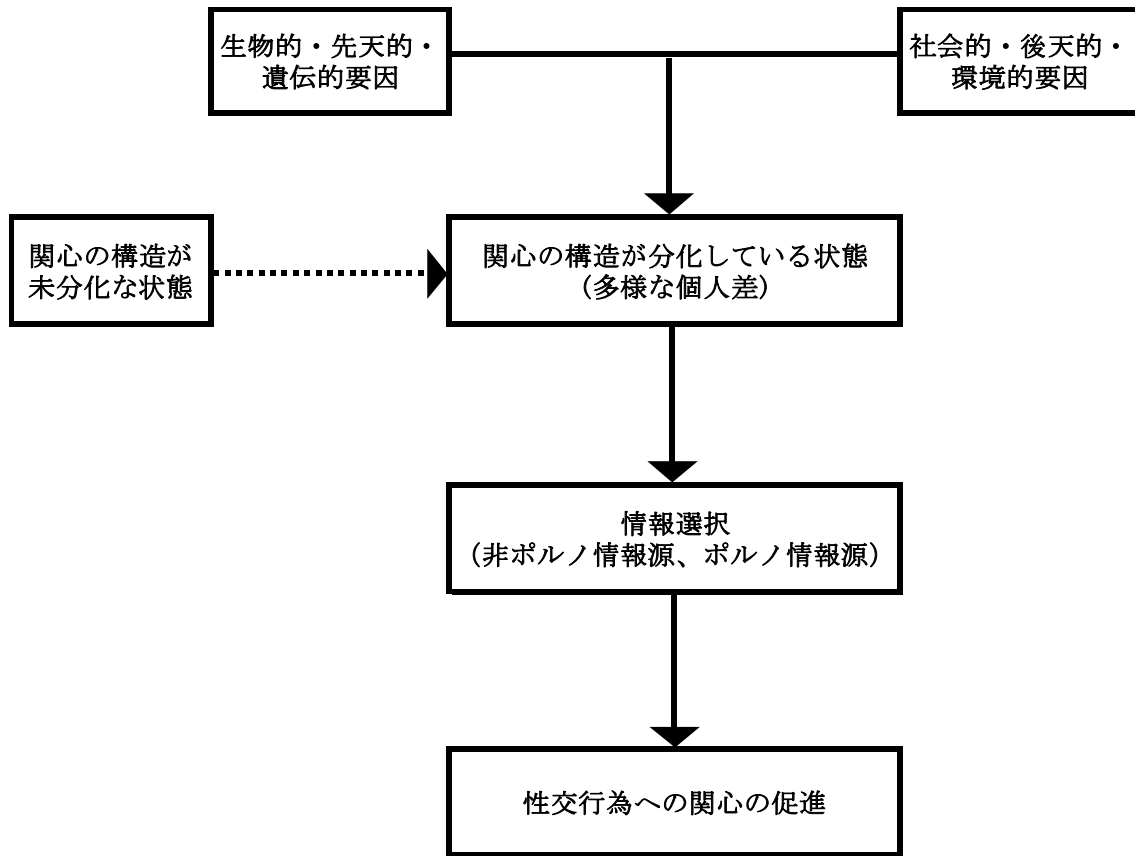 生物的・先天的・
遺伝的要因
社会的・後天的・
環境的要因
関心の構造が
未分化な状態
関心の構造が分化している状態
（多様な個人差）
情報選択
（非ポルノ情報源、ポルノ情報源）
性交行為への関心の促進